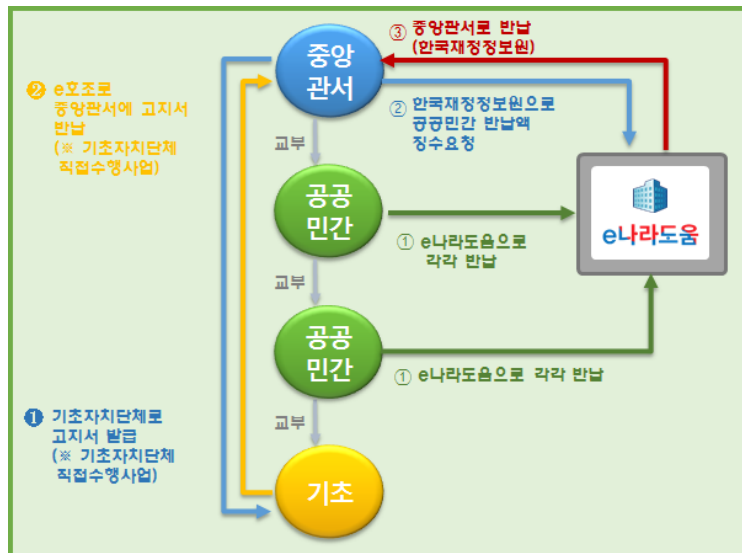 중앙
관서
③ 중앙관서로 반납
(한국재정정보원)
❷ e호조로
중앙관서에 고지서
반납
(※ 기초자치단체
직접수행사업)
② 한국재정정보원으로
공공민간 반납액
징수요청
교부
공공
민간
e나라도움
① e나라도움으로
각각 반납
교부
공공
민간
① e나라도움으로 각각 반납
❶ 기초자치단체로
고지서 발급
(※ 기초자치단체
직접수행사업)
교부
기초